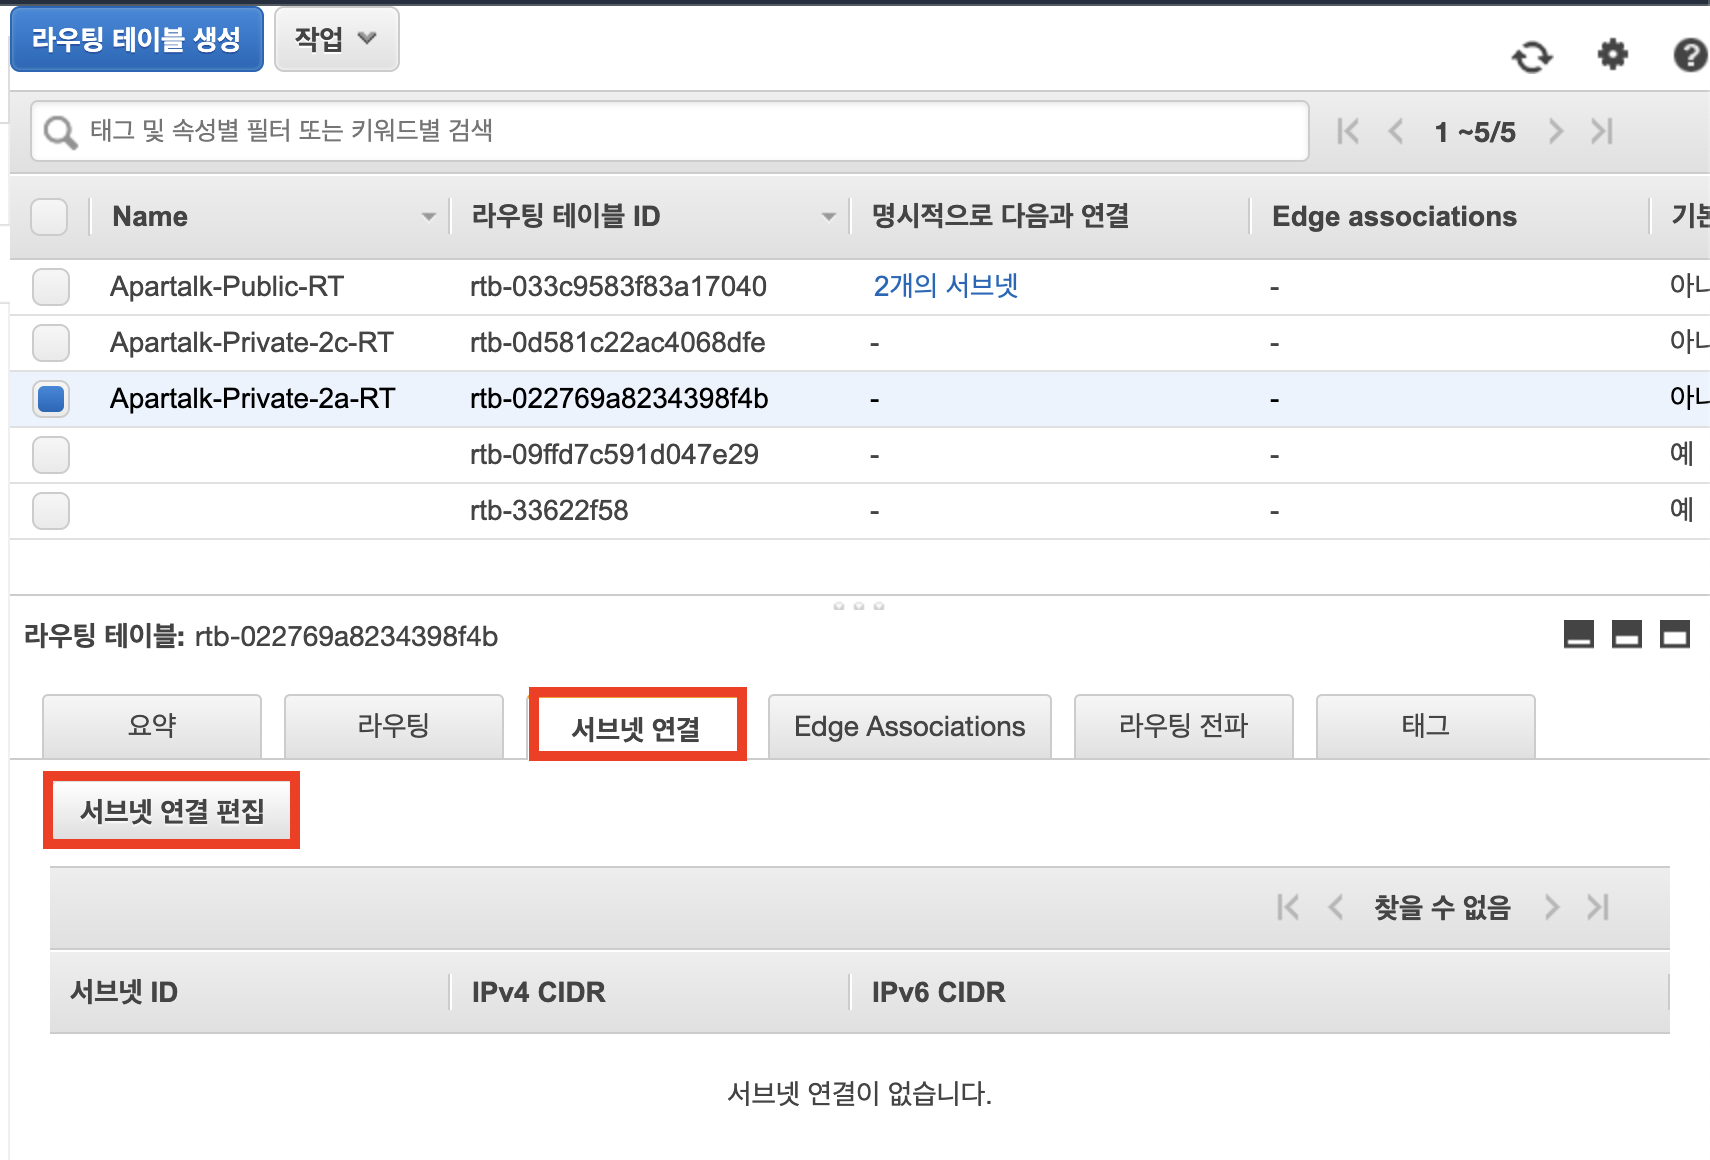 라우팅 테이블 생성 작업
태그 및 속성별 필터 또는 키워드별 검색 1 ~5/5
Name 라우팅 테이블 ID 명시적으로 다음과 연결 Edge associations 기본
Apartalk-Public-RT rtb-033c9583f83a17040 2개의 서브넷 - 아니
Apartalk-Private-2c-RT rtb-0d581c22ac4068dfe - - 아니
Apartalk-Private-2a-RT rtb-022769a8234398f4b - - 아니
rtb-09ffd7c591d047e29 - - 예
rtb-33622f58 - - 예
라우팅 테이블: rtb-022769a8234398f4b
요약 라우팅 서브넷 연결 Edge Associations 라우팅 전파 태그
서브넷 연결 편집
찾을 수 없음
서브넷 ID IPv4 CIDR IPv6 CIDR
서브넷 연결이 없습니다.